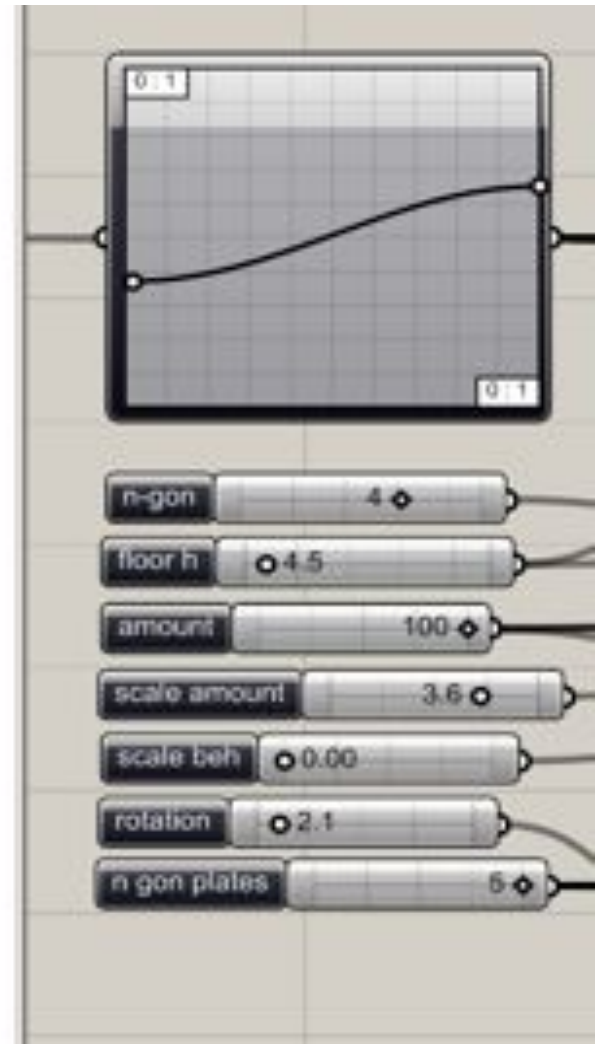 0 : 1
0 : 1
n-gon 4
floor h 4.5
amount 100
scale amount 3.6
scale beh 0.00
rotation 2.1
n gon plates 5